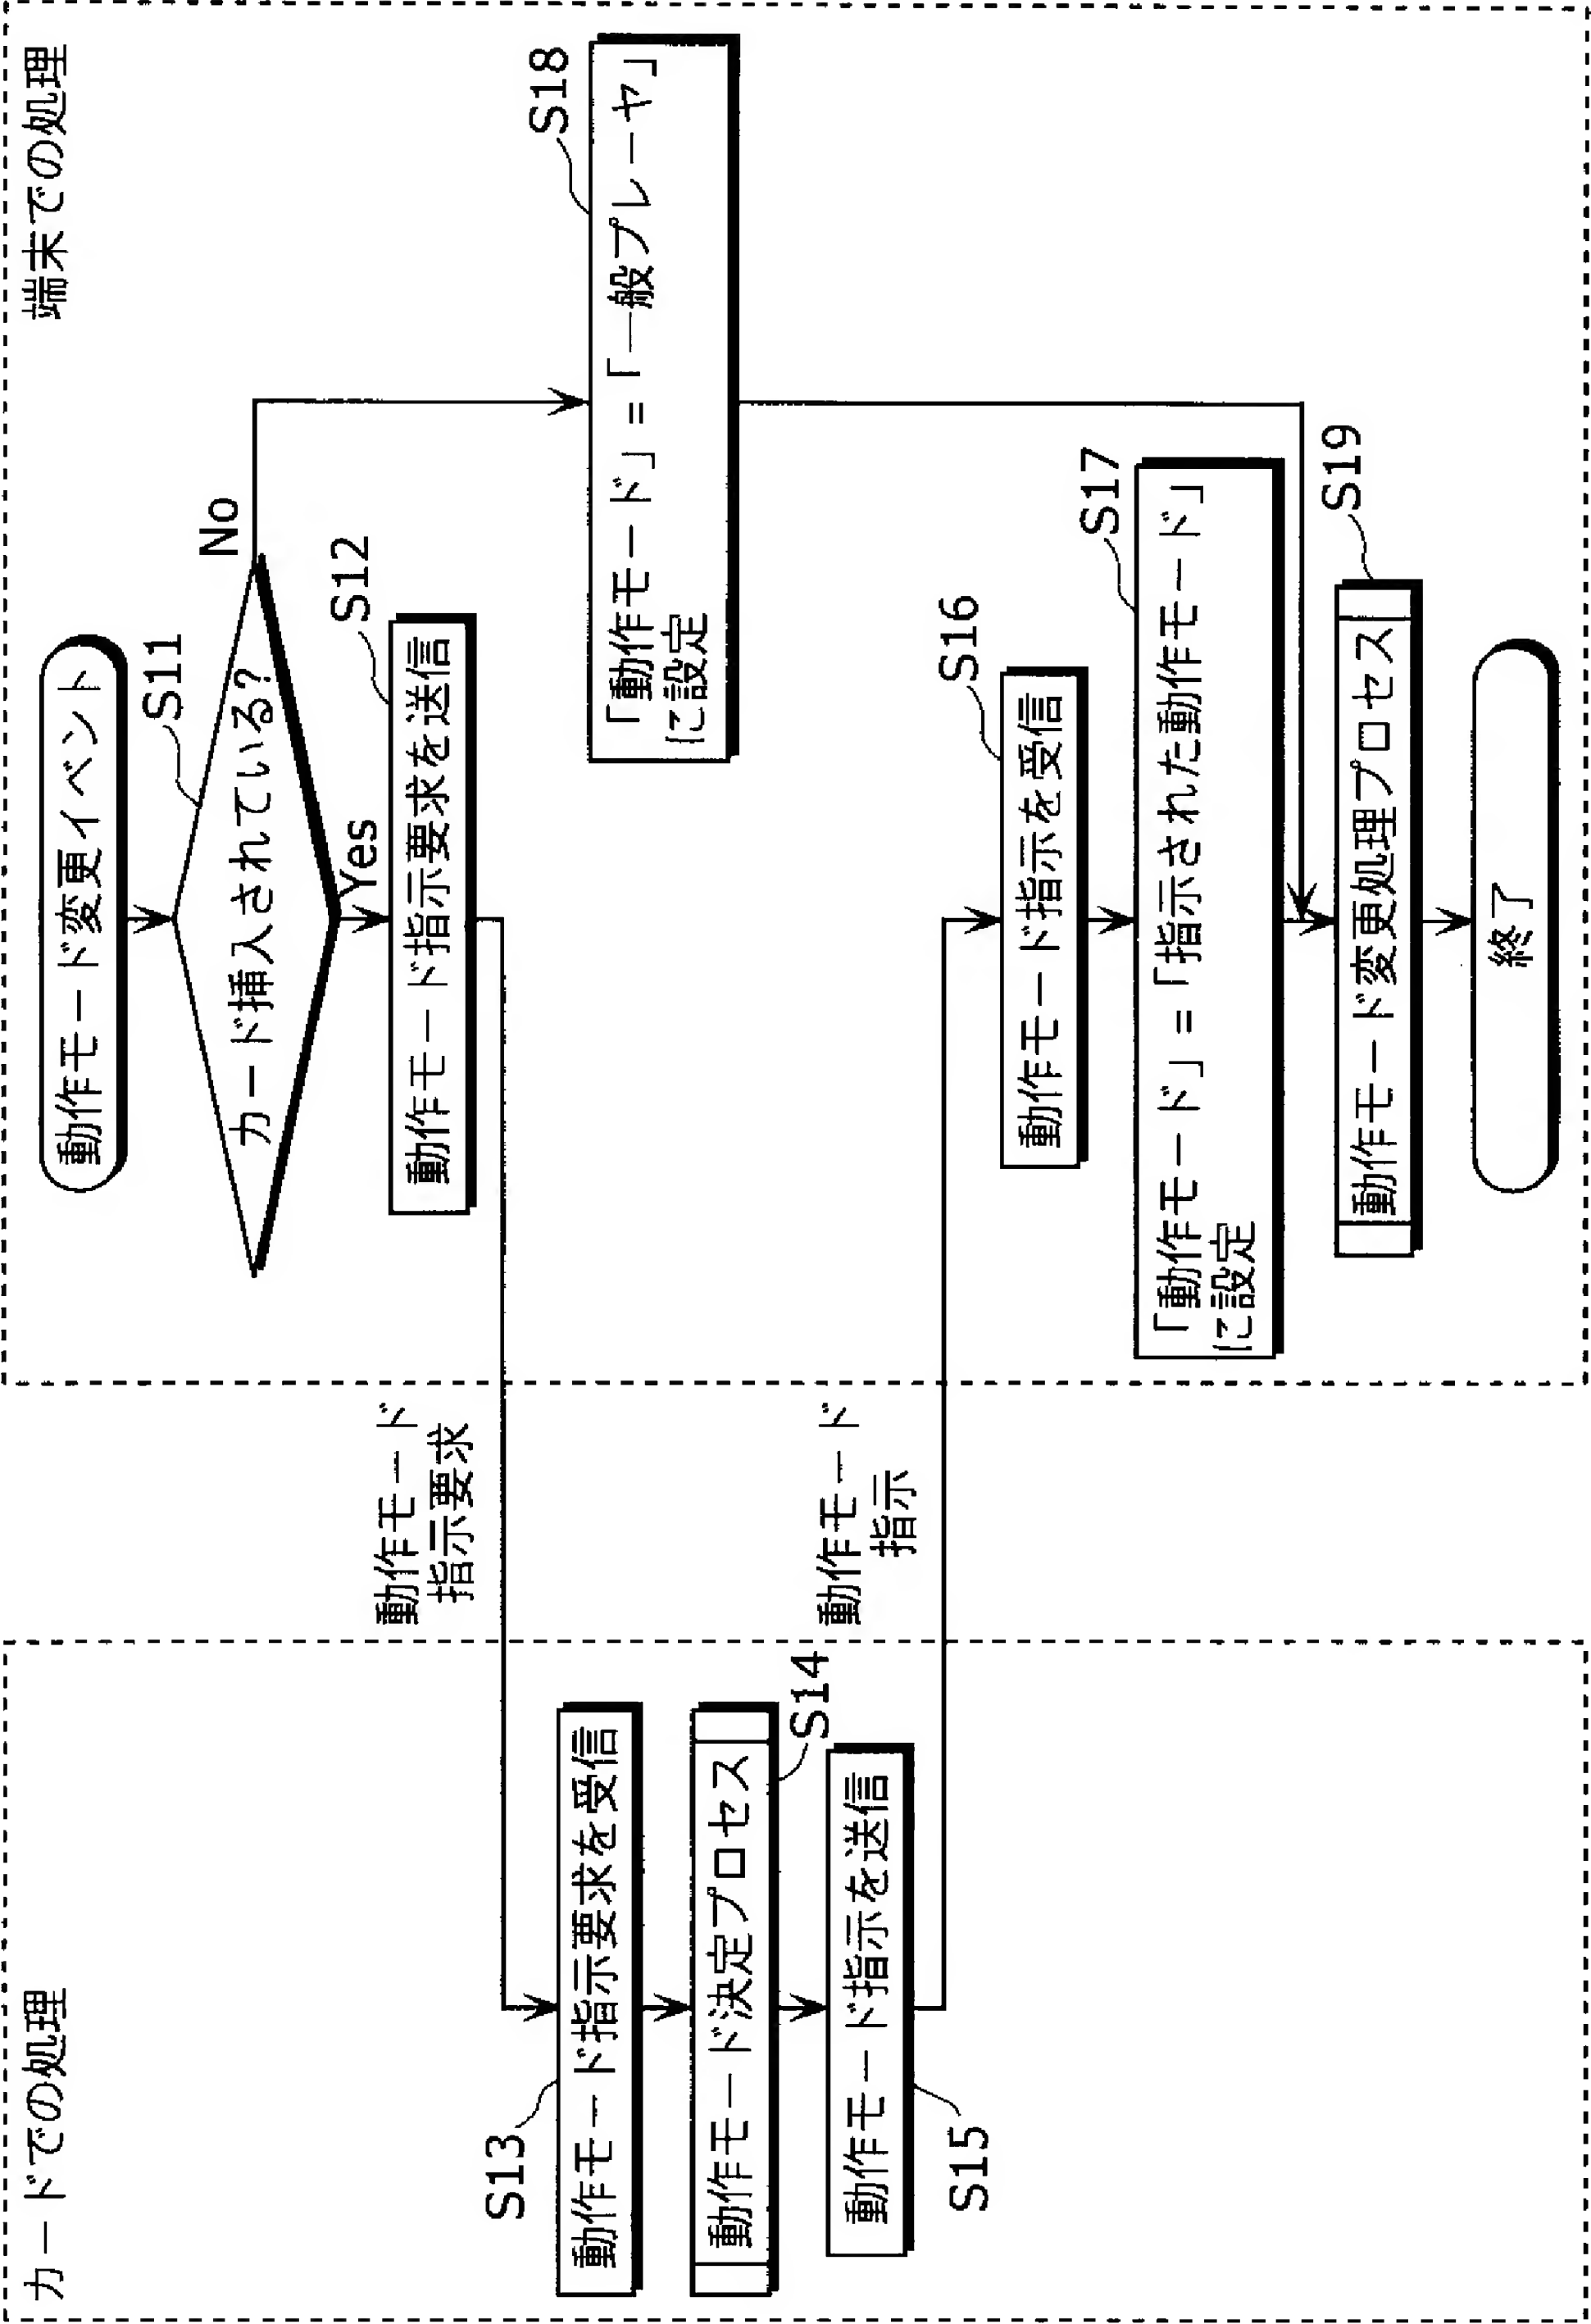 カードでの処理
端末での処理
動作モード変更イベント
S11
カード挿入されている?
No
Yes
S12
動作モード指示要求を送信
動作モード
指示要求
S13
動作モード指示要求を受信
S18
「動作モード」=「一般プレーヤ」
に設定
動作モード決定プロセス
S14
動作モード指示を送信
S15
動作モード
指示
S16
動作モード指示を受信
S17
「動作モード」=「指示された動作モード」
に設定
S19
動作モード変更処理プロセス
終了